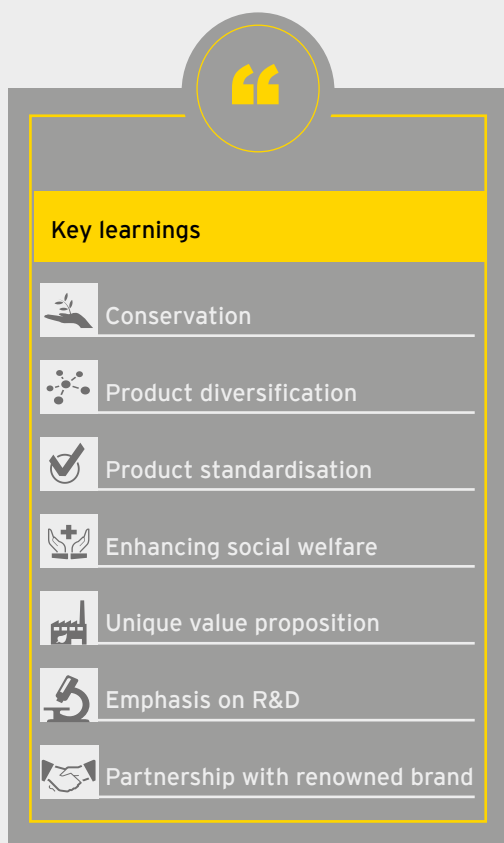 “
Key learnings
Conservation
Product diversification
Product standardisation
Enhancing social welfare
Unique value proposition
Emphasis on R&D
Partnership with renowned brand